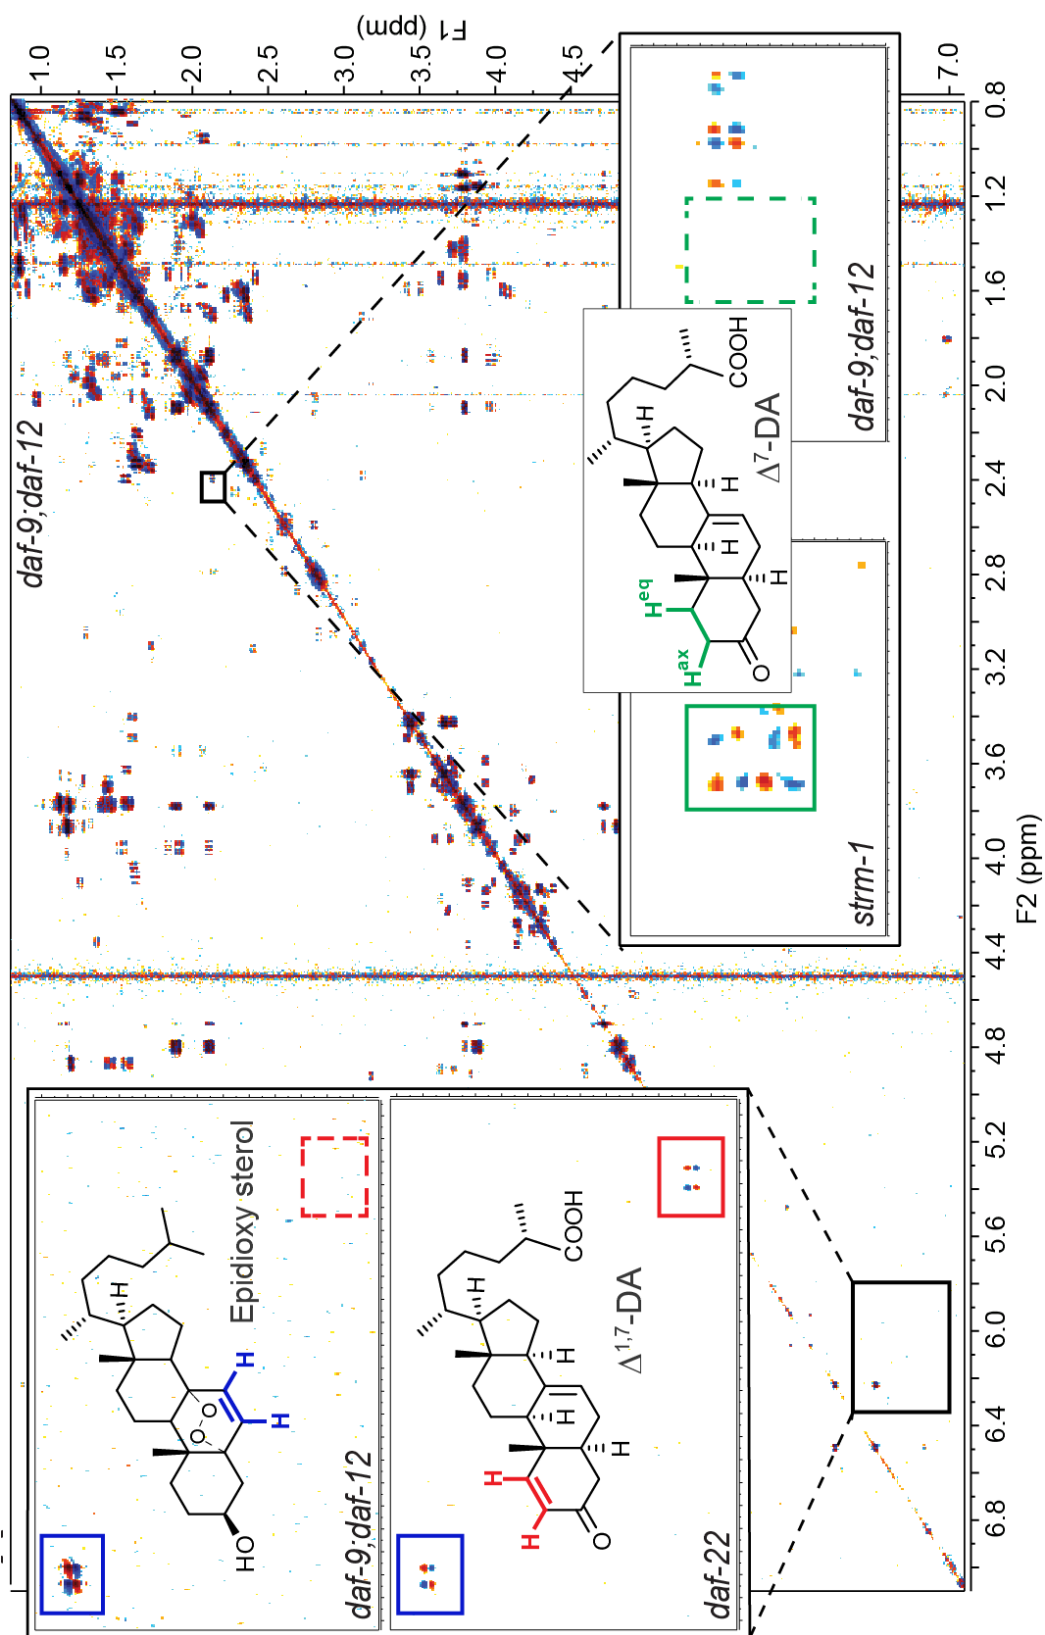 daf-9;daf-12
F1
(ppm)
1.0
1.5
2.0
2.5
3.0
3.5
4.0
4.5
7.0
0.8
1.2
1.6
2.0
2.4
2.8
3.2
3.6
4.0
4.4
4.8
5.2
5.6
6.0
6.4
6.8
F2 (ppm)
Epidioxy sterol
H
H
H
O
O
HO
daf-9;daf-12
Δ1,7-DA
H
H
H
H
H
H
O
COOH
daf-22
strm-1
Δ7-DA
Hax
Heq
H
H
H
H
O
COOH
daf-9;daf-12